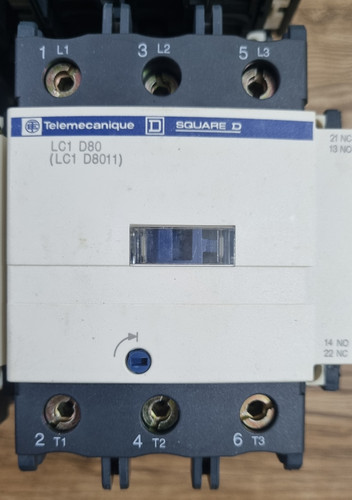 1 L1 3 L2 5 L3
Telemecanique D SQUARE D
LC1 D80
(LC1 D8011)
21 NC
13 NO
14 NO
22 NC
2 T1 4 T2 6 T3